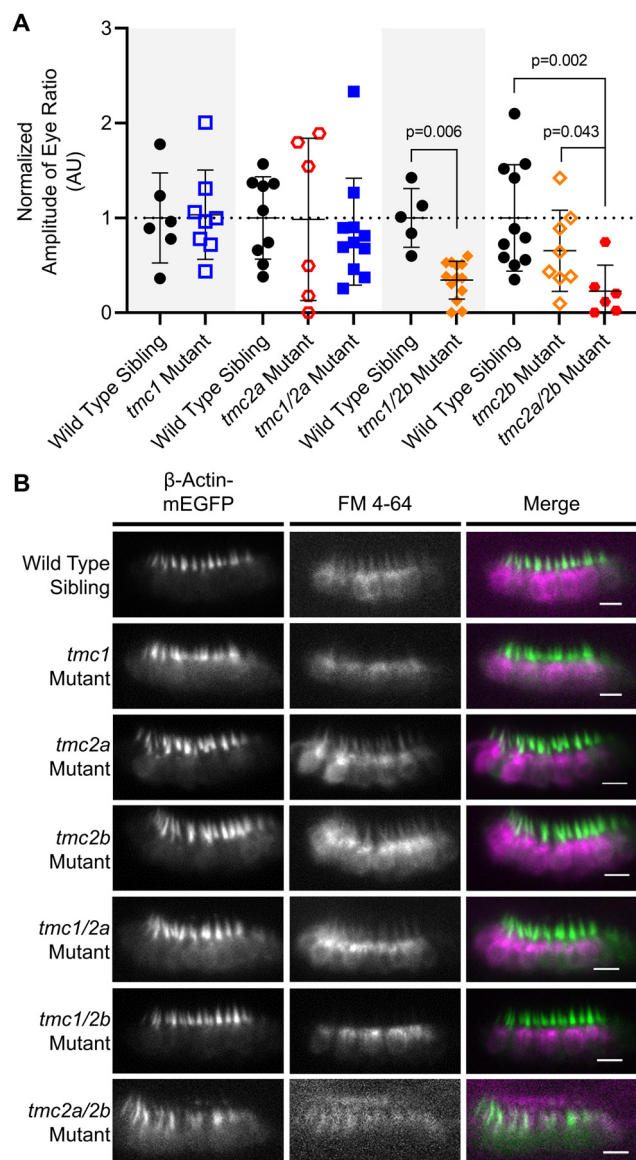 A
Normalized
Amplitude of Eye Ratio
(AU)
3
2
1
0
p=0.006
p=0.002
p=0.043
Wild Type Sibling
tmc1 Mutant
Wild Type Sibling
tmc2a Mutant
tmc1/2a Mutant
Wild Type Sibling
tmc1/2b Mutant
Wild Type Sibling
tmc2b Mutant
tmc2a/2b Mutant
B
β-Actin-
mEGFP
FM 4-64
Merge
Wild Type
Sibling
tmc1
Mutant
tmc2a
Mutant
tmc2b
Mutant
tmc1/2a
Mutant
tmc1/2b
Mutant
tmc2a/2b
Mutant